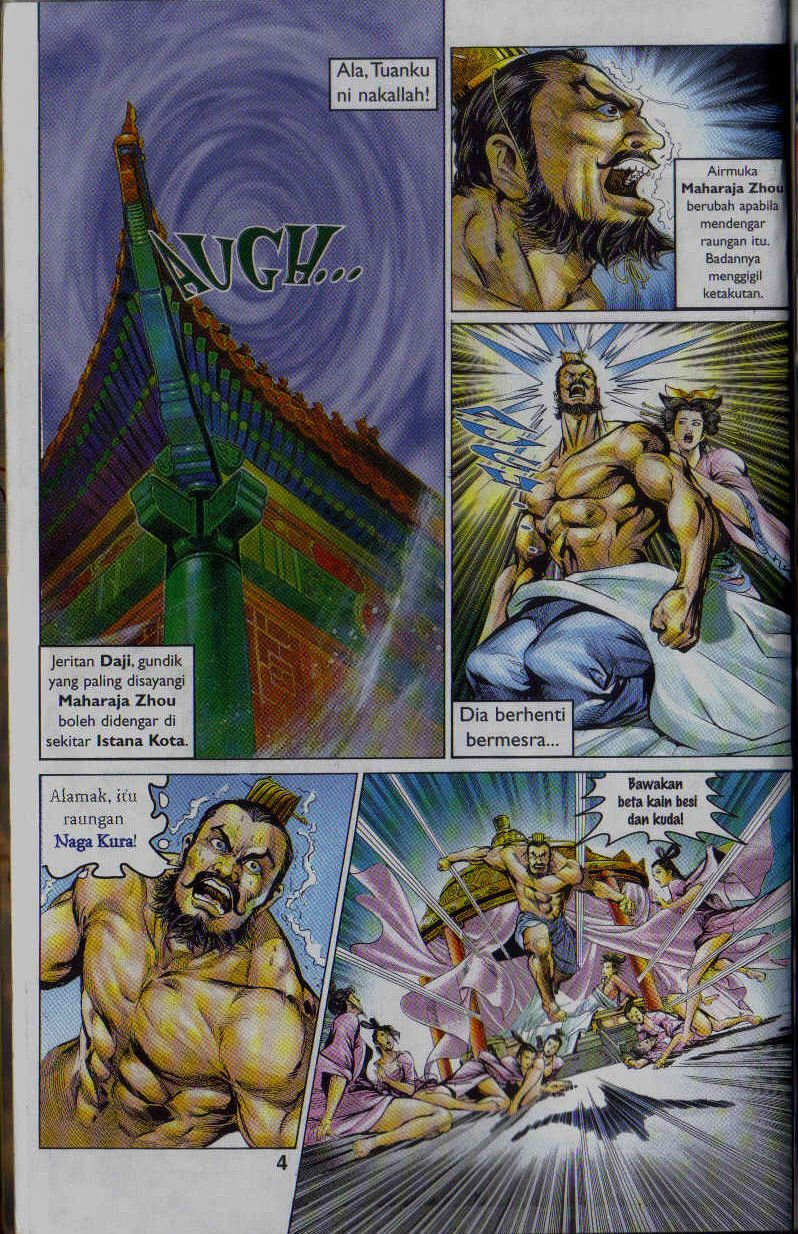 Ala, Tuanku
ni nakallah!
AUGH...
Jeritan Daji, gundik
yang paling disayangi
Maharaja Zhou
boleh didengar di
sekitar Istana Kota.
Airmuka
Maharaja Zhou
berubah apabila
mendengar
raungan itu.
Badannya
menggigil
ketakutan.
Dia berhenti
bermesra...
Alamak, itu
raungan
Naga Kura!
Bawakan
beta kain besi
dan kuda!
4